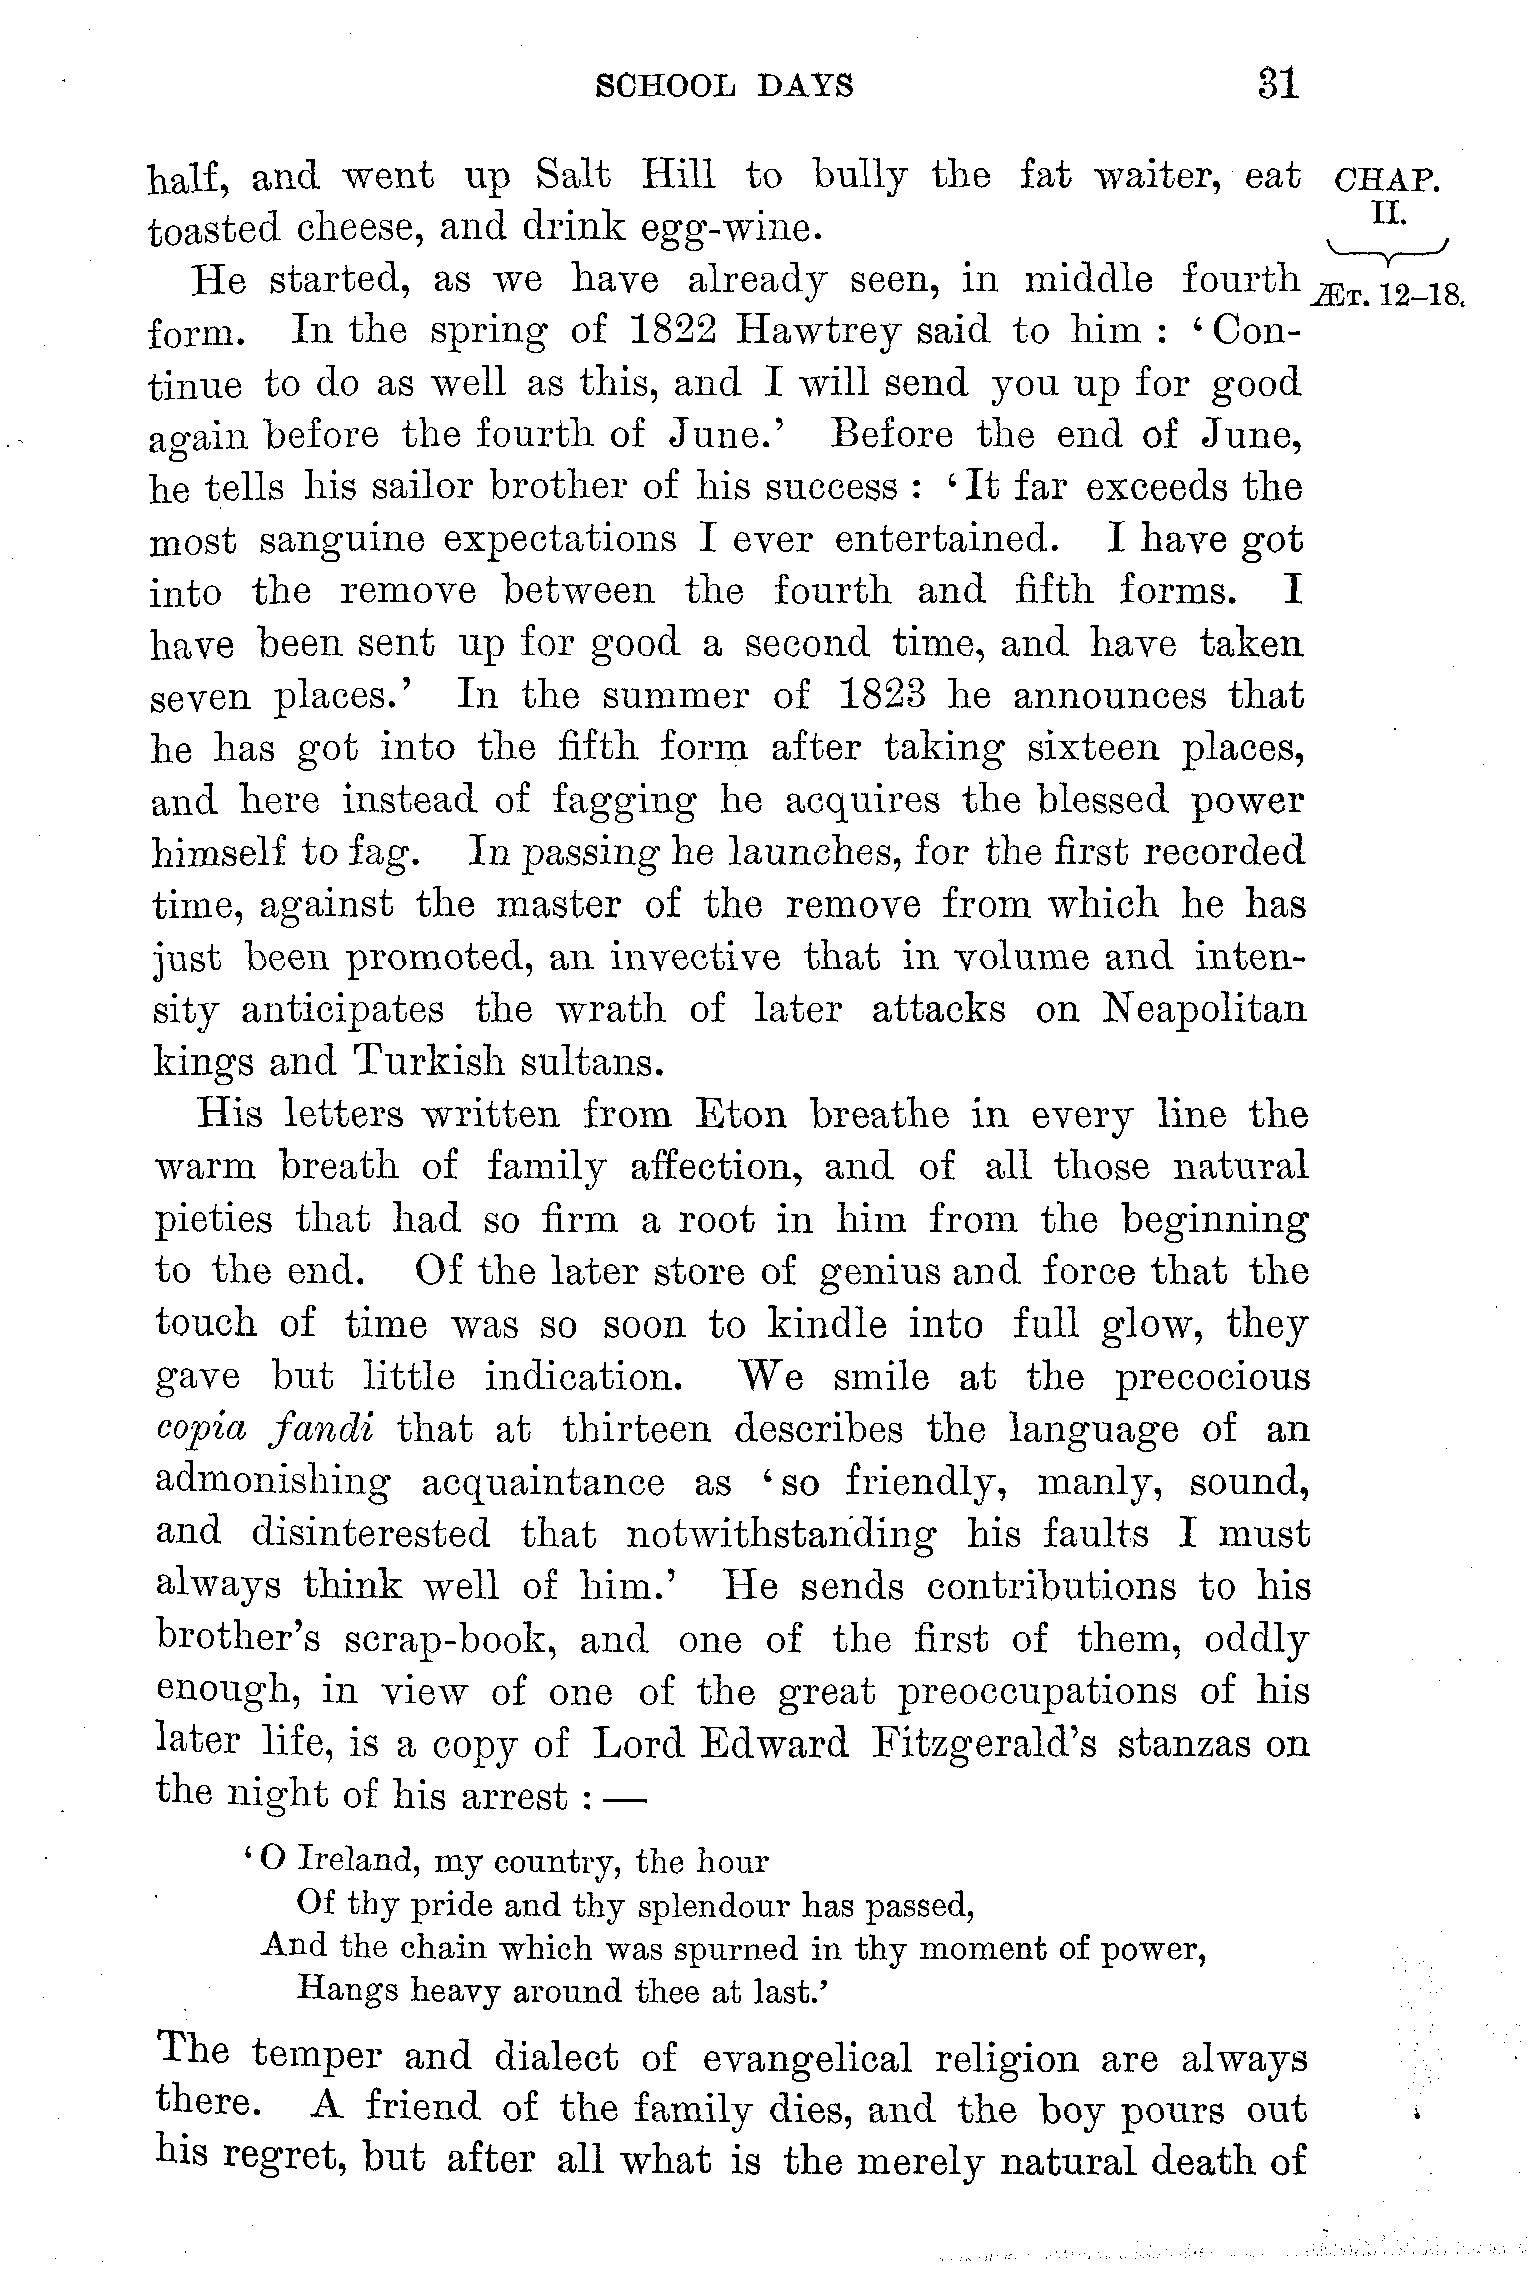 SCHOOL DAYS 31
half, and went up Salt Hill to bully the fat waiter, eat
toasted cheese, and drink egg-wine.
CHAP.
II.
ÆT. 12–18.
He started, as we have already seen, in middle fourth
form. In the spring of 1822 Hawtrey said to him : ‘Con-
tinue to do as well as this, and I will send you up for good
again before the fourth of June.’ Before the end of June,
he tells his sailor brother of his success : ‘It far exceeds the
most sanguine expectations I ever entertained. I have got
into the remove between the fourth and fifth forms. I
have been sent up for good a second time, and have taken
seven places.’ In the summer of 1823 he announces that
he has got into the fifth form after taking sixteen places,
and here instead of fagging he acquires the blessed power
himself to fag. In passing he launches, for the first recorded
time, against the master of the remove from which he has
just been promoted, an invective that in volume and inten-
sity anticipates the wrath of later attacks on Neapolitan
kings and Turkish sultans.
His letters written from Eton breathe in every line the
warm breath of family affection, and of all those natural
pieties that had so firm a root in him from the beginning
to the end. Of the later store of genius and force that the
touch of time was so soon to kindle into full glow, they
gave but little indication. We smile at the precocious
copia fandi that at thirteen describes the language of an
admonishing acquaintance as ‘so friendly, manly, sound,
and disinterested that notwithstanding his faults I must
always think well of him.’ He sends contributions to his
brother’s scrap-book, and one of the first of them, oddly
enough, in view of one of the great preoccupations of his
later life, is a copy of Lord Edward Fitzgerald’s stanzas on
the night of his arrest : —
‘O Ireland, my country, the hour
Of thy pride and thy splendour has passed,
And the chain which was spurned in thy moment of power,
Hangs heavy around thee at last.’
The temper and dialect of evangelical religion are always
there. A friend of the family dies, and the boy pours out
his regret, but after all what is the merely natural death of